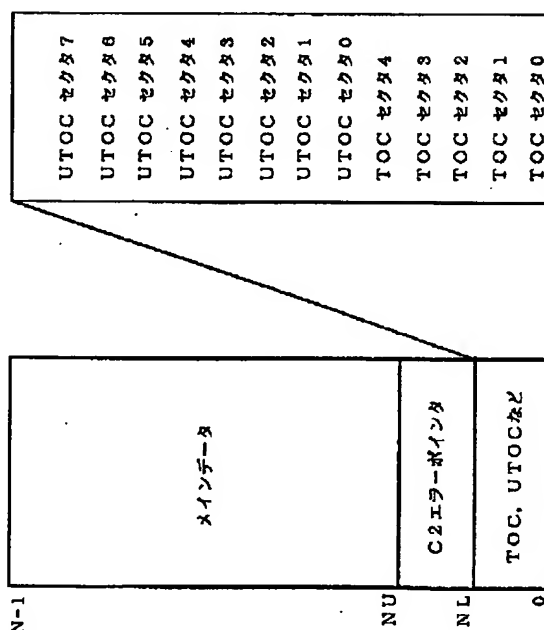 N-1
メインデータ
NU
C2エラーポインタ
NL
TOC, UTOCなど
0
UTOC セクタ7
UTOC セクタ6
UTOC セクタ5
UTOC セクタ4
UTOC セクタ3
UTOC セクタ2
UTOC セクタ1
UTOC セクタ0
TOC セクタ4
TOC セクタ3
TOC セクタ2
TOC セクタ1
TOC セクタ0